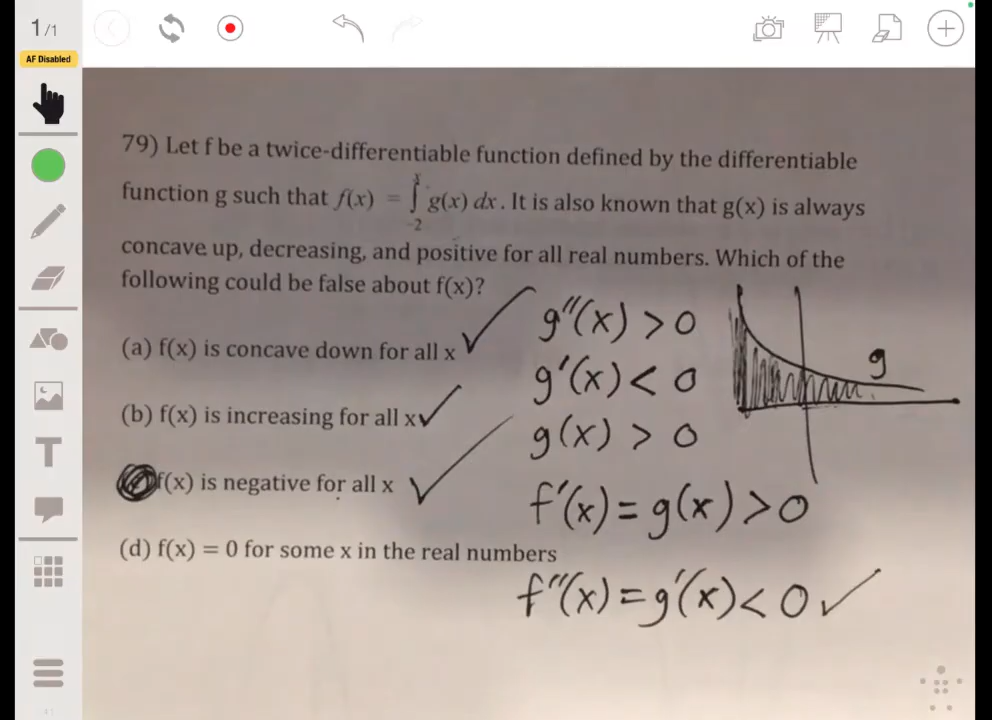 1/1
AF Disabled
79) Let f be a twice-differentiable function defined by the differentiable
function g such that f(x) = ∫₋₂ˣ g(x) dx. It is also known that g(x) is always
concave up, decreasing, and positive for all real numbers. Which of the
following could be false about f(x)?
(a) f(x) is concave down for all x
(b) f(x) is increasing for all x
f(x) is negative for all x
(d) f(x) = 0 for some x in the real numbers
g''(x) > 0
g'(x) < 0
g(x) > 0
f'(x) = g(x) > 0
f''(x) = g'(x) < 0
g
T